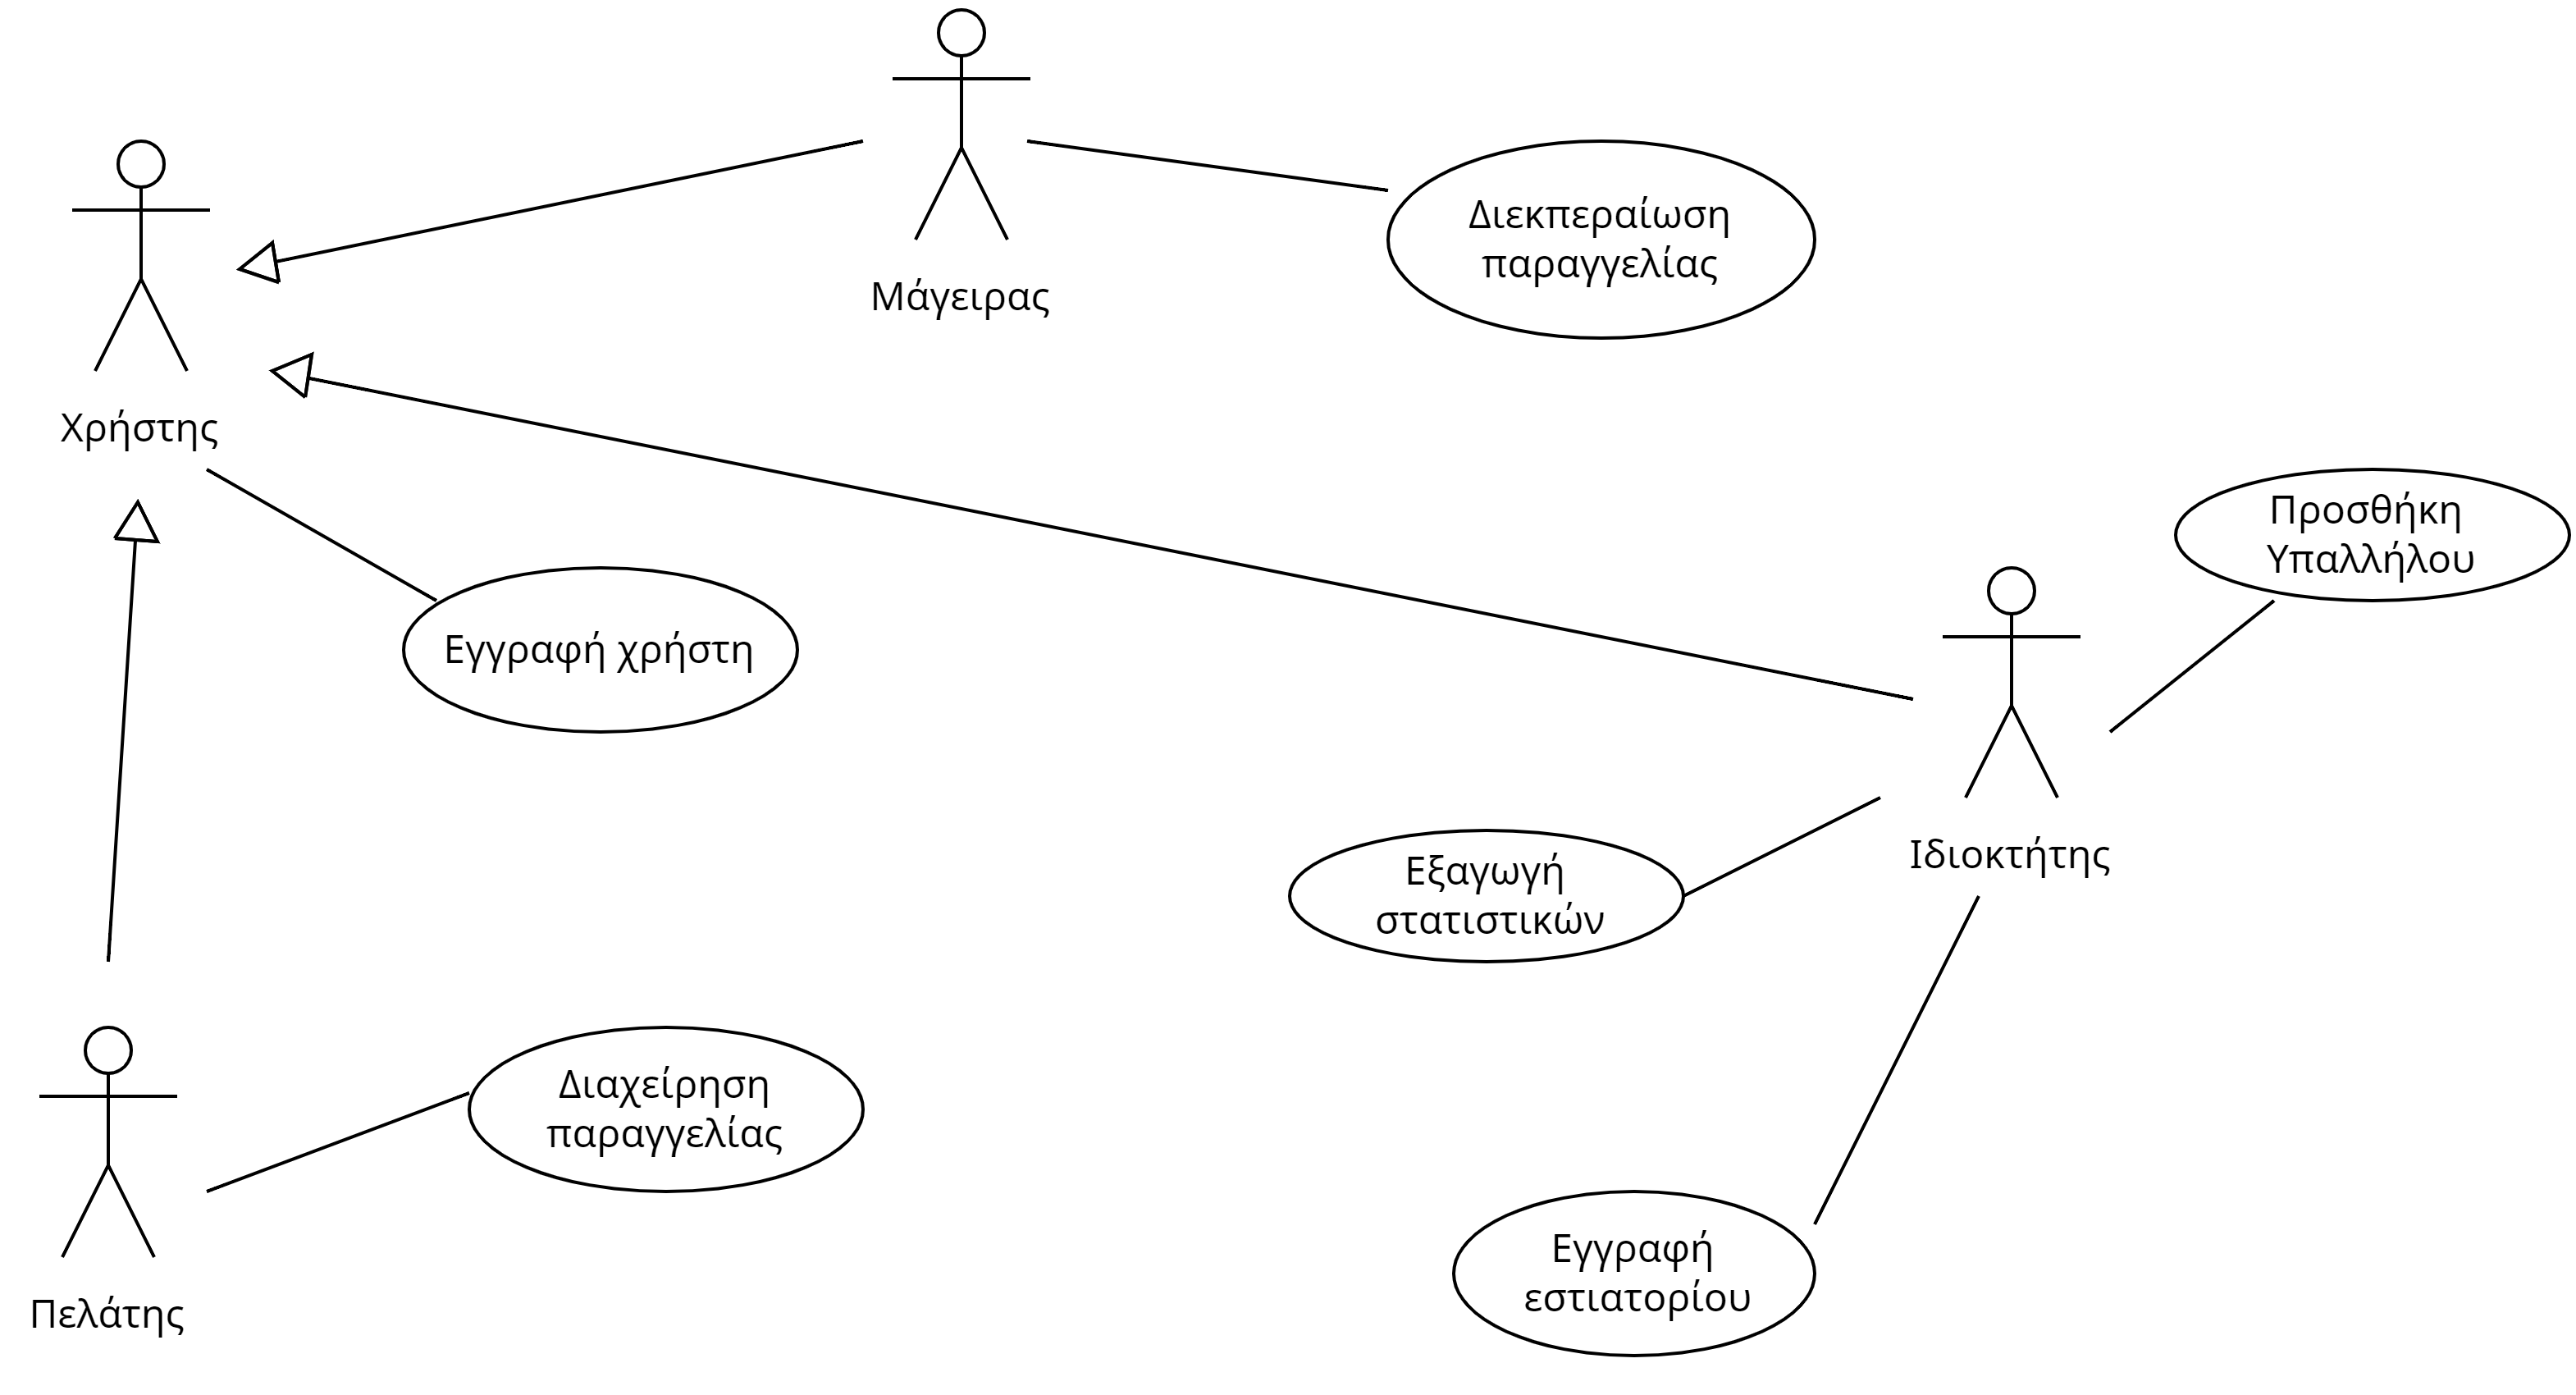 Διεκπεραίωση
παραγγελίας
Μάγειρας
Χρήστης
Προσθήκη
Υπαλλήλου
Εγγραφή χρήστη
Ιδιοκτήτης
Εξαγωγή
στατιστικών
Διαχείρηση
παραγγελίας
Εγγραφή
εστιατορίου
Πελάτης